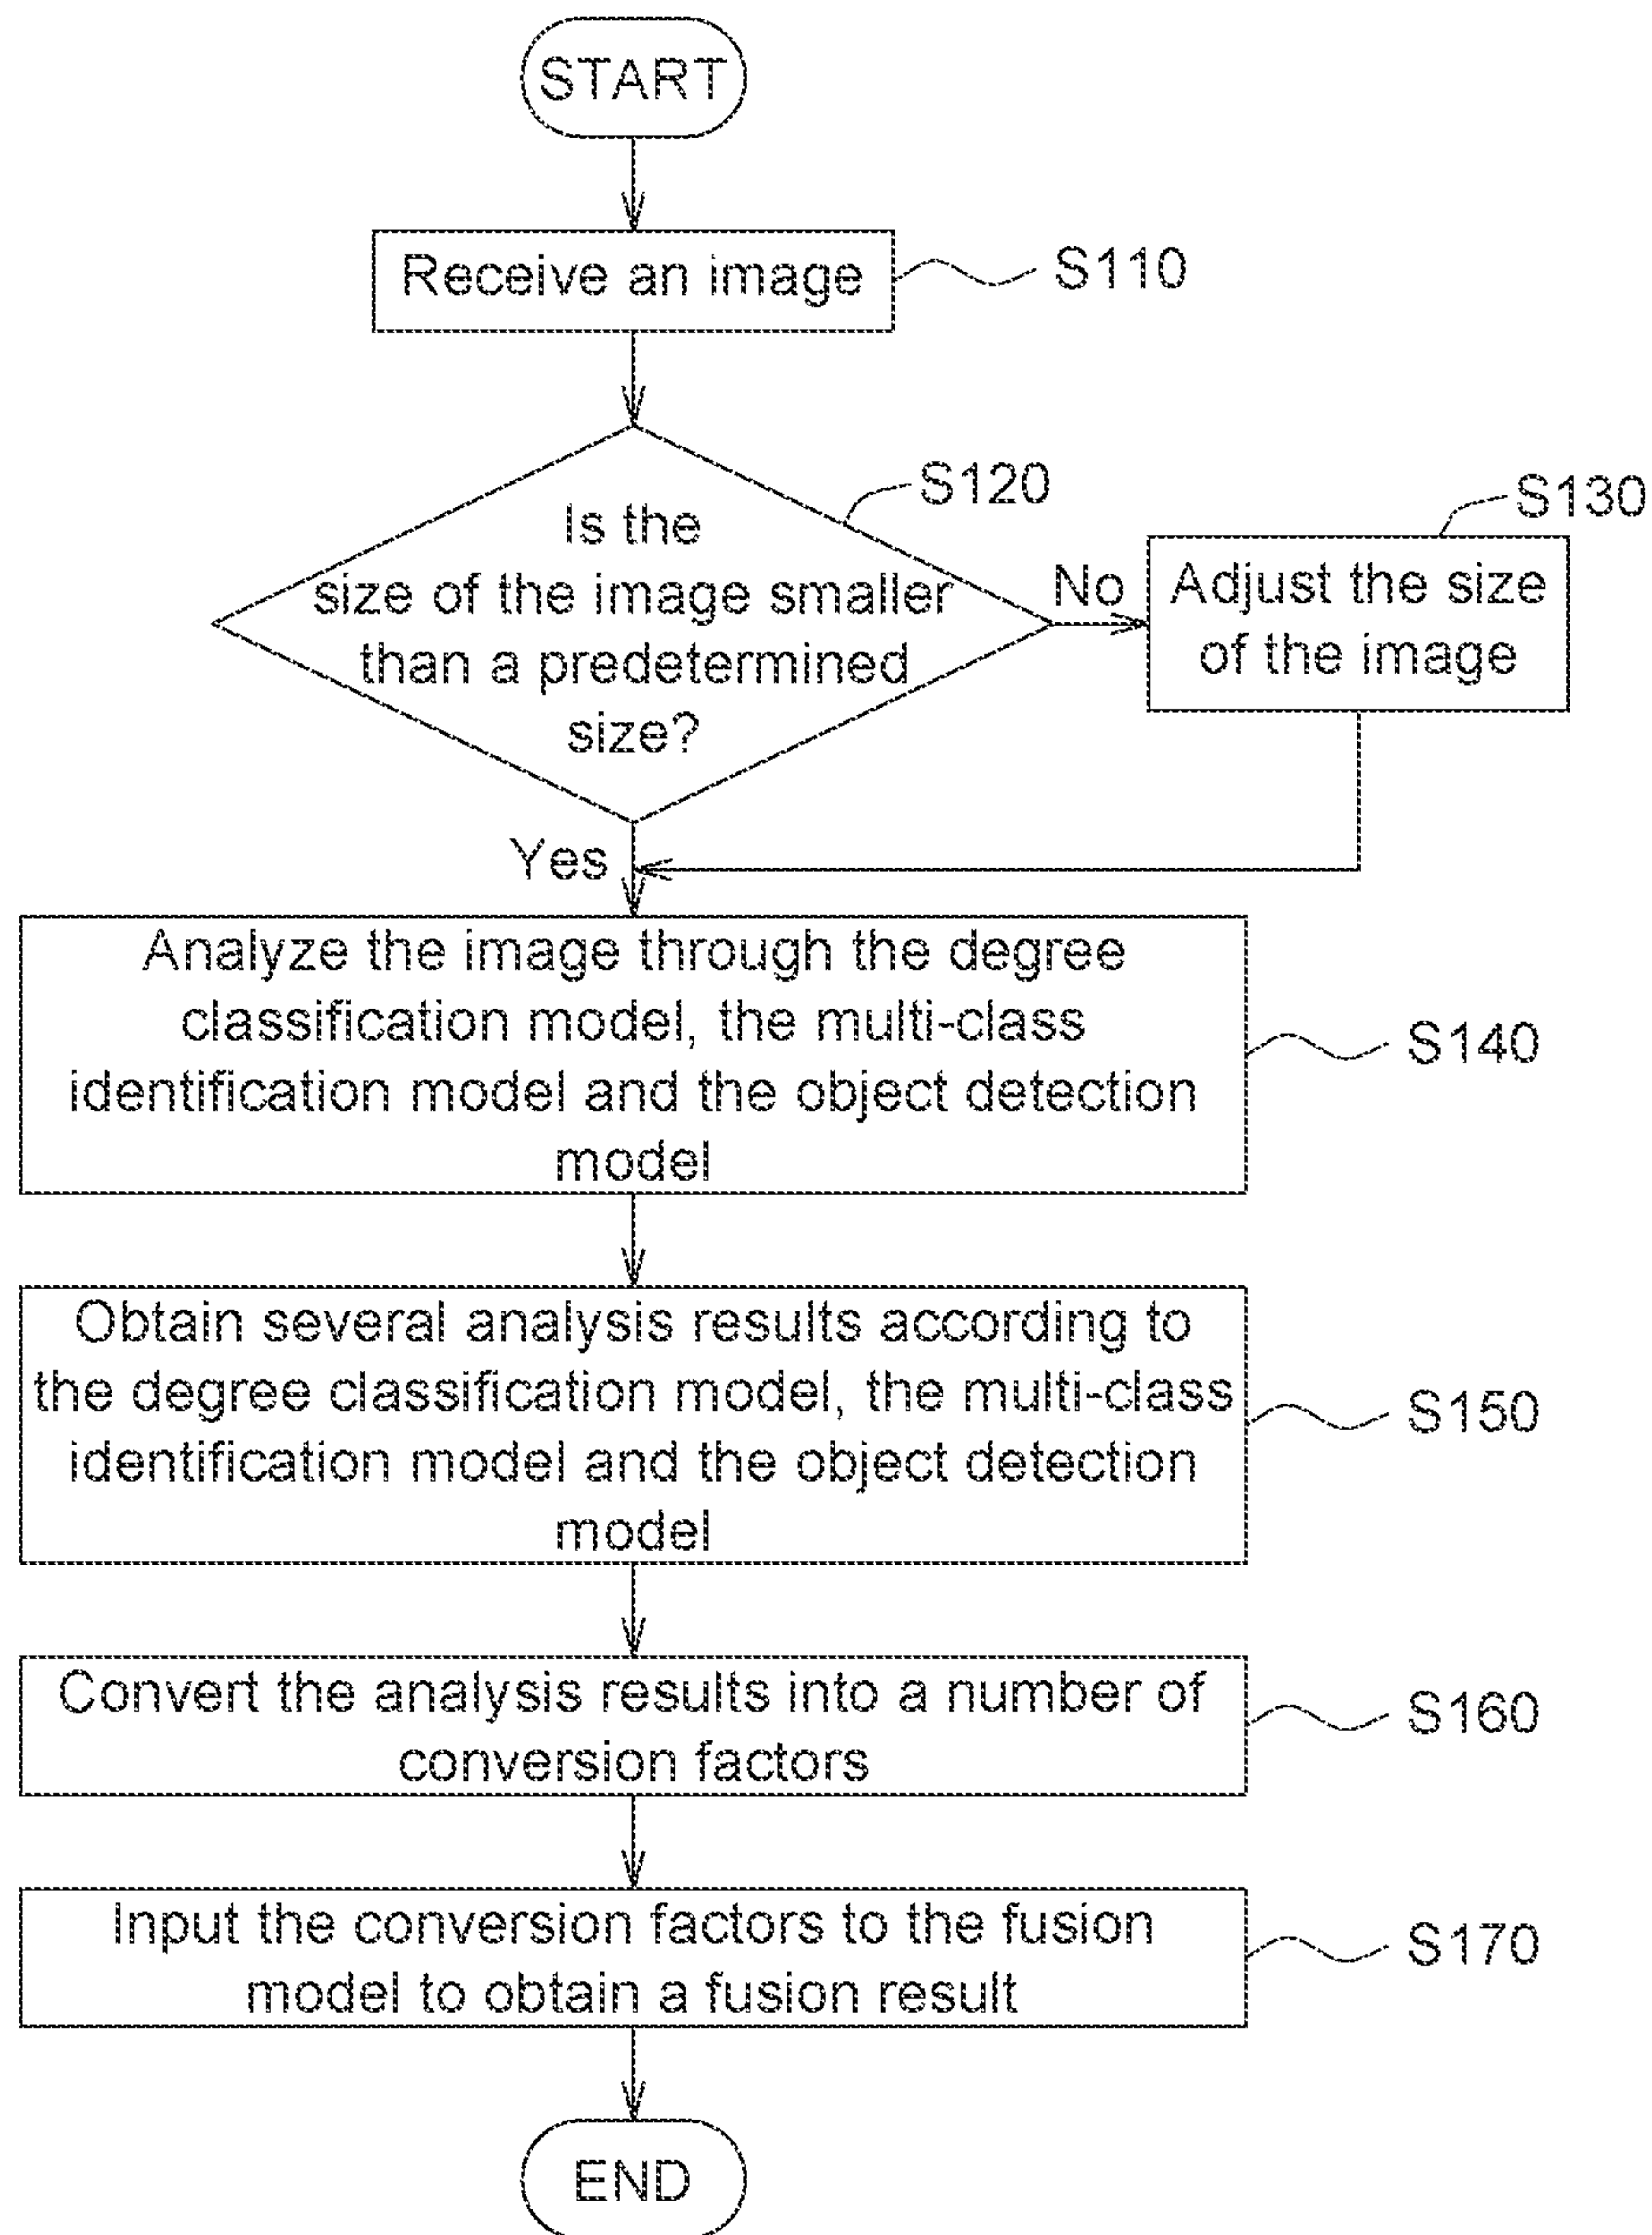 START
Receive an image
S110
S120
Is the
size of the image smaller
than a predetermined
size?
No
S130
Adjust the size
of the image
Yes
Analyze the image through the degree
classification model, the multi-class
identification model and the object detection
model
S140
Obtain several analysis results according to
the degree classification model, the multi-class
identification model and the object detection
model
S150
Convert the analysis results into a number of
conversion factors
S160
Input the conversion factors to the fusion
model to obtain a fusion result
S170
END